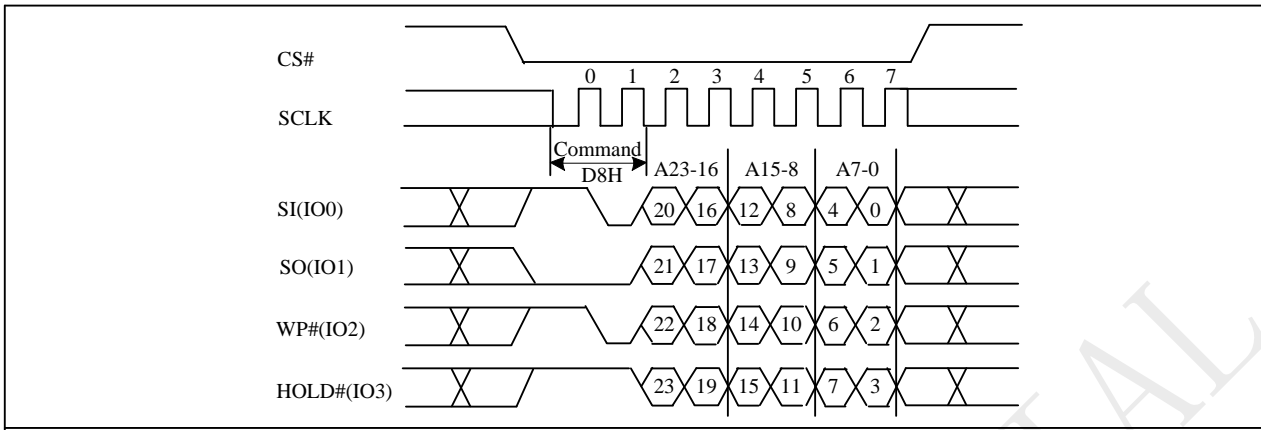 CS#
0 1 2 3 4 5 6 7
SCLK
Command
D8H
A23-16 A15-8 A7-0
SI(IO0) 20 16 12 8 4 0
SO(IO1) 21 17 13 9 5 1
WP#(IO2) 22 18 14 10 6 2
HOLD#(IO3) 23 19 15 11 7 3